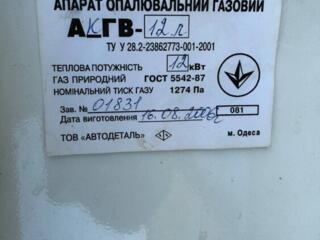 АПАРАТ ОПАЛЮВАЛЬНИЙ ГАЗОВИЙ
АКГВ-12 п
ТУ У 28.2-23862773-001-2001
ТЕПЛОВА ПОТУЖНІСТЬ 12 кВт
ГАЗ ПРИРОДНИЙ ГОСТ 5542-87
НОМІНАЛЬНИЙ ТИСК ГАЗУ 1274 Па
Зав. № 01831
Дата виготовлення 16.08.2006 081
ТОВ «АВТОДЕТАЛЬ» м. Одеса